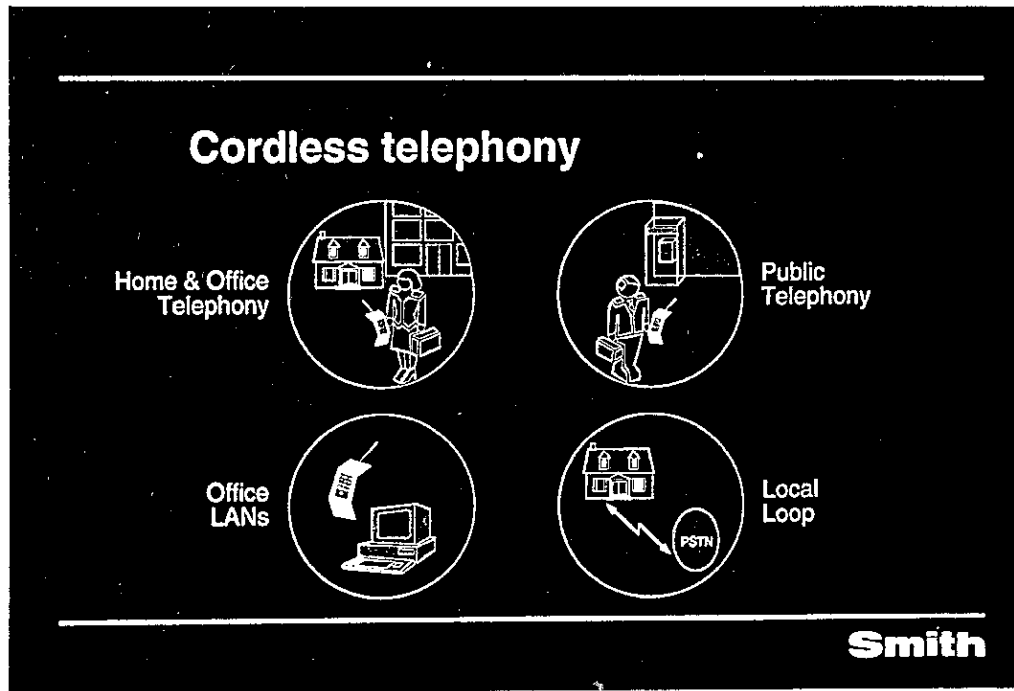 Cordless telephony
Home & Office
Telephony
Public
Telephony
Office
LANs
Local
Loop
PSTN
Smith